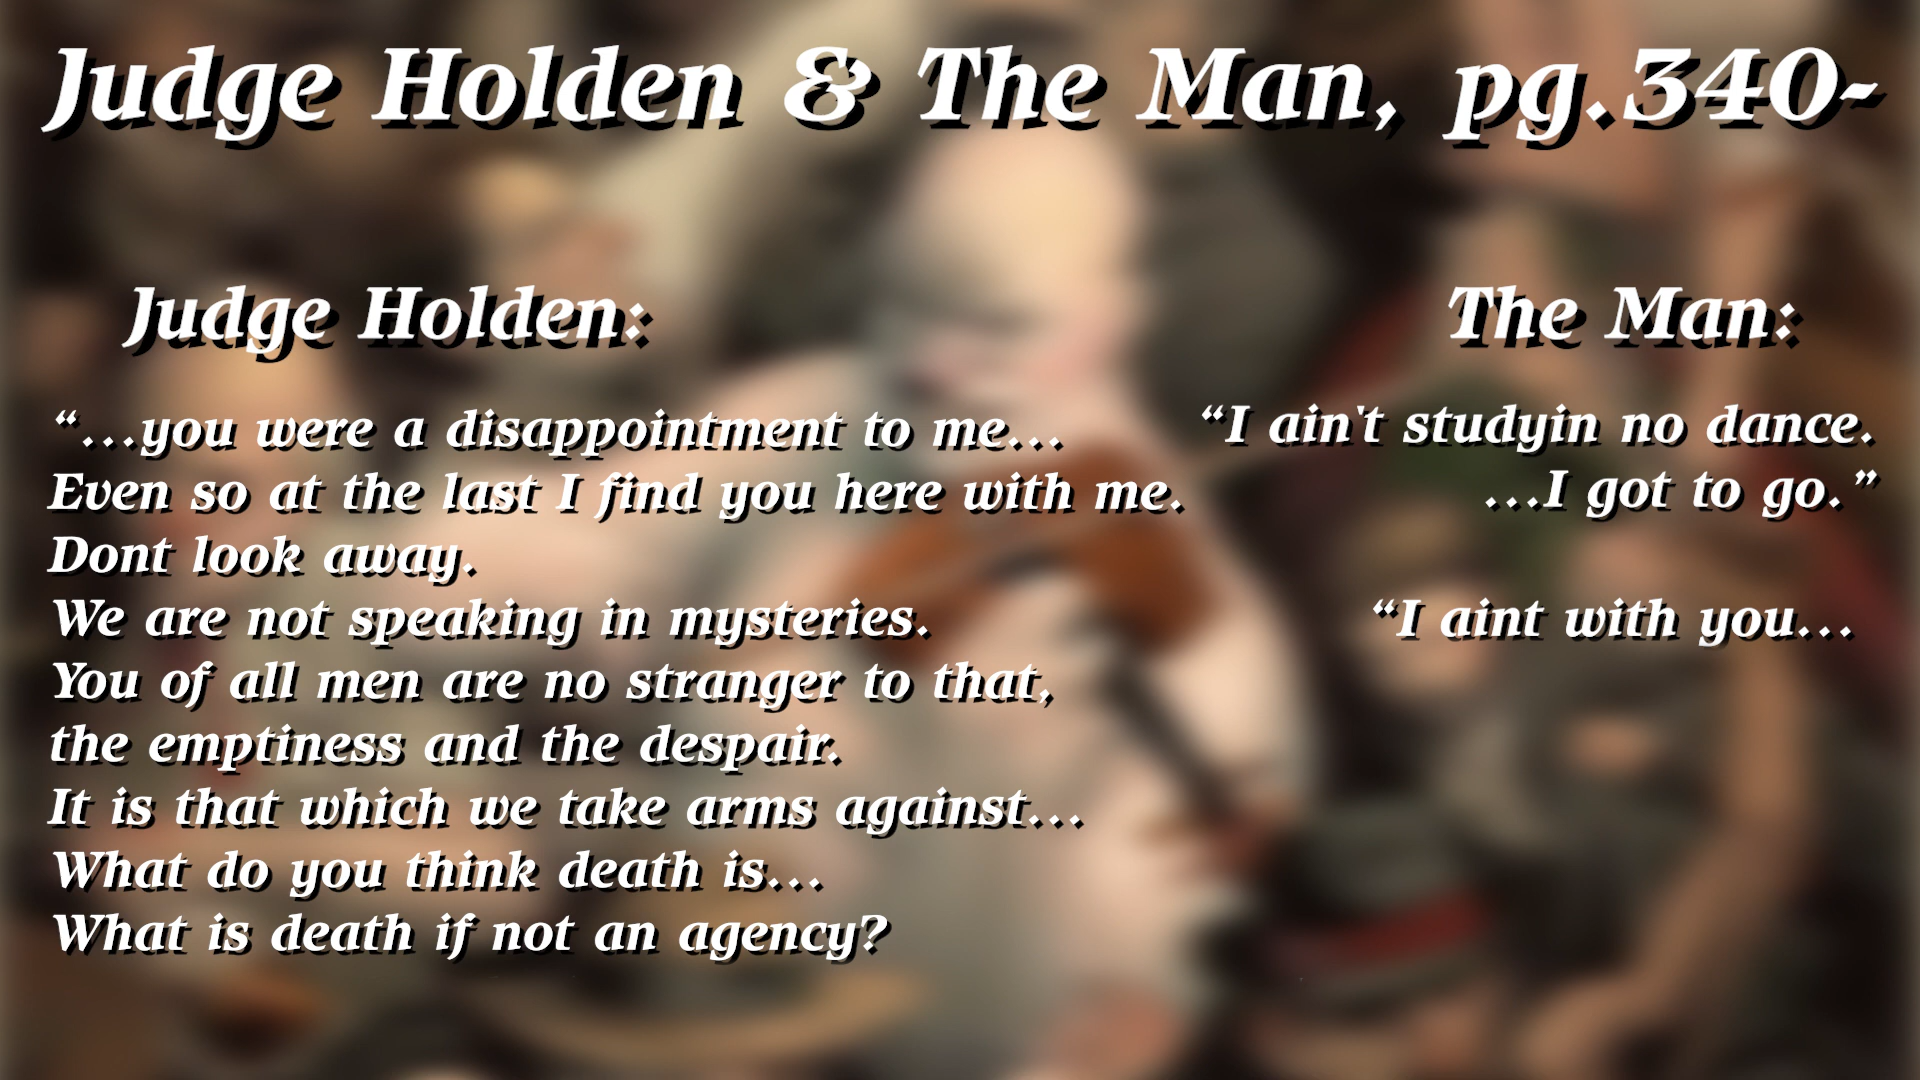 Judge Holden & The Man, pg.340-
Judge Holden:
“…you were a disappointment to me…
Even so at the last I find you here with me.
Dont look away.
We are not speaking in mysteries.
You of all men are no stranger to that,
the emptiness and the despair.
It is that which we take arms against…
What do you think death is…
What is death if not an agency?
The Man:
“I ain't studyin no dance.
…I got to go.”
“I aint with you…